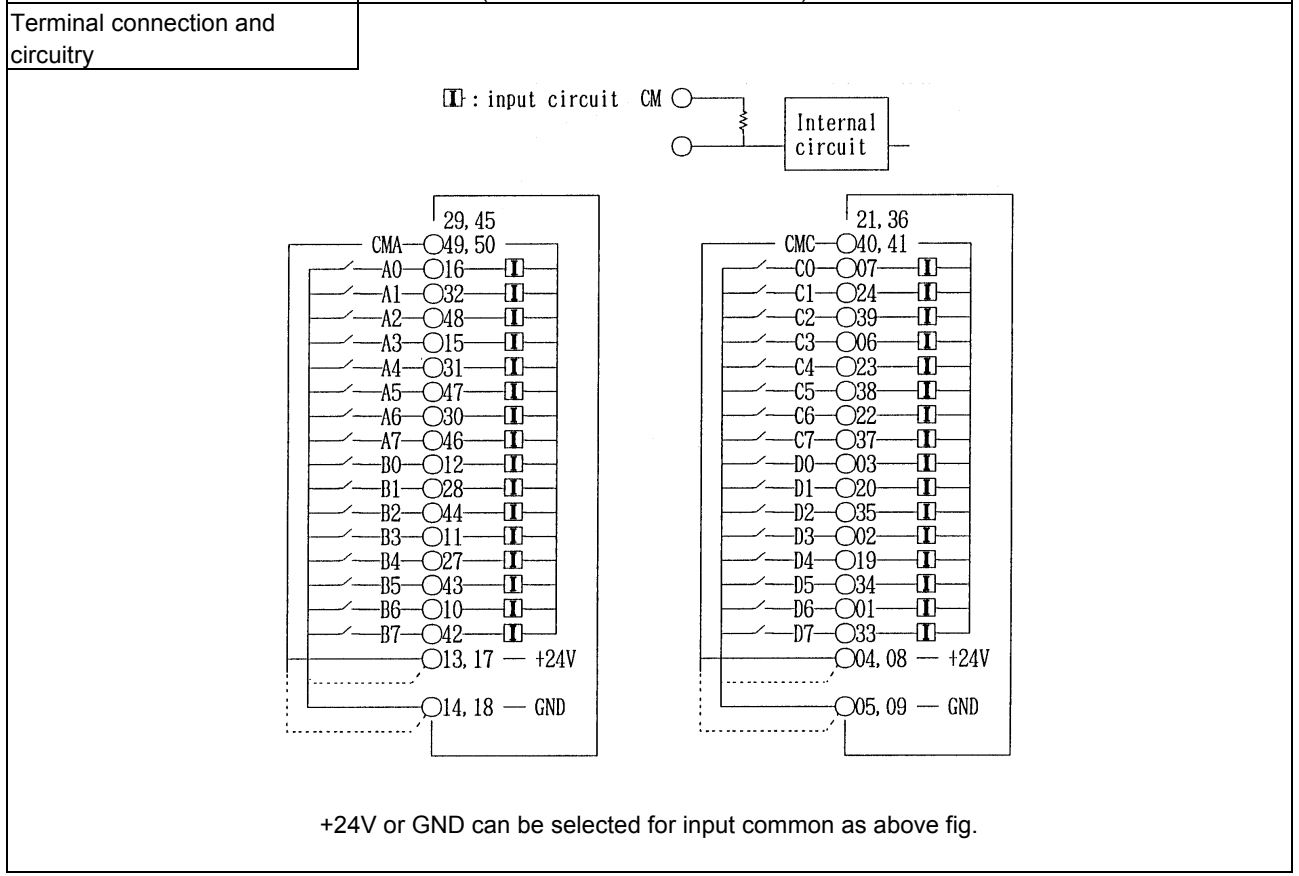 Terminal connection and
circuitry
I : input circuit CM
Internal
circuit
29, 45
CMA 49, 50
A0 16 I
A1 32 I
A2 48 I
A3 15 I
A4 31 I
A5 47 I
A6 30 I
A7 46 I
B0 12 I
B1 28 I
B2 44 I
B3 11 I
B4 27 I
B5 43 I
B6 10 I
B7 42 I
13, 17 — +24V
14, 18 — GND
21, 36
CMC 40, 41
C0 07 I
C1 24 I
C2 39 I
C3 06 I
C4 23 I
C5 38 I
C6 22 I
C7 37 I
D0 03 I
D1 20 I
D2 35 I
D3 02 I
D4 19 I
D5 34 I
D6 01 I
D7 33 I
04, 08 — +24V
05, 09 — GND
+24V or GND can be selected for input common as above fig.